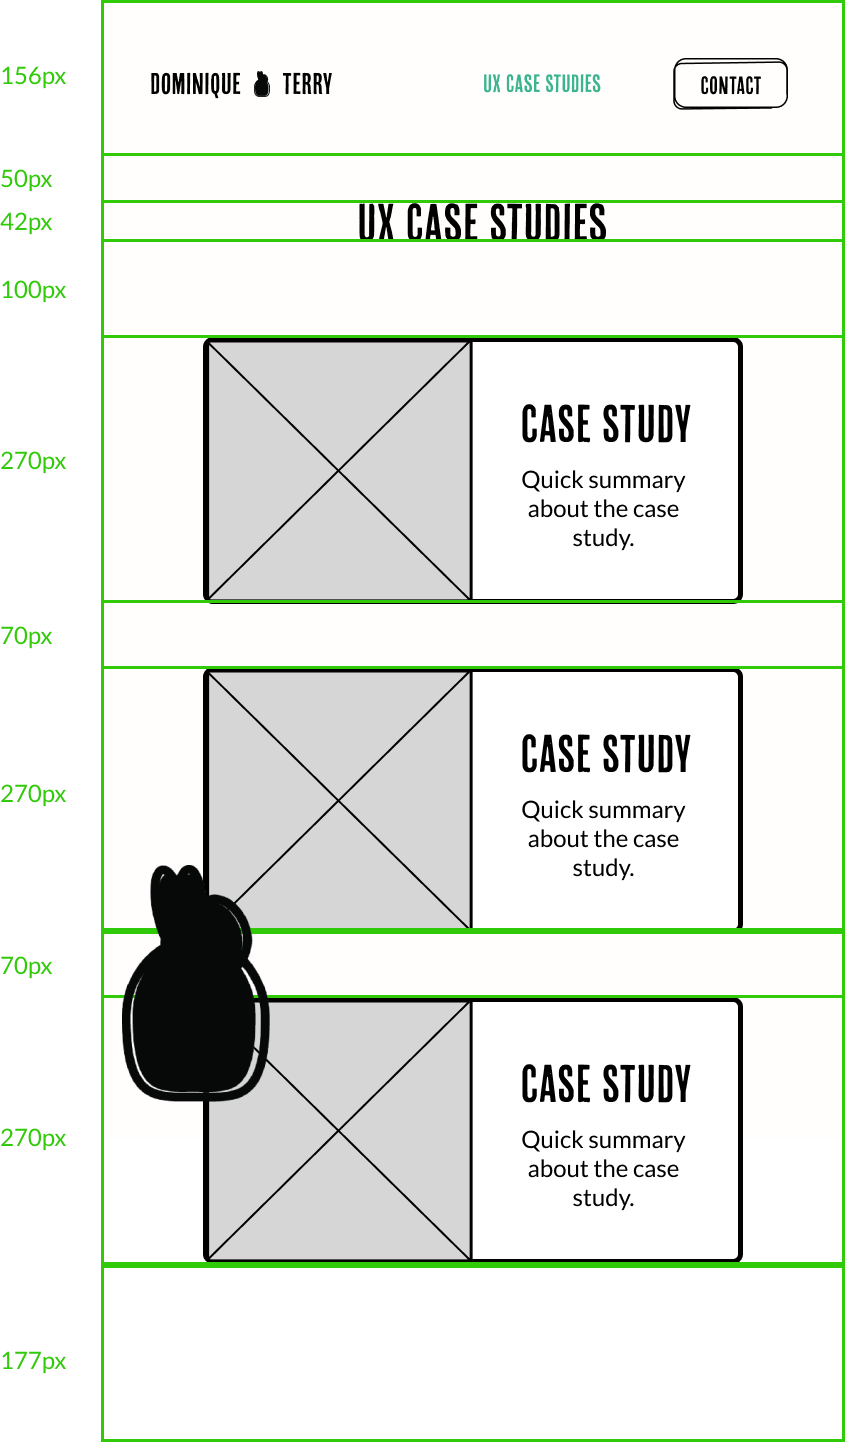 156px
DOMINIQUE TERRY
UX CASE STUDIES
CONTACT
50px
42px
UX CASE STUDIES
100px
270px
CASE STUDY
Quick summary
about the case
study.
70px
270px
CASE STUDY
Quick summary
about the case
study.
70px
270px
CASE STUDY
Quick summary
about the case
study.
177px